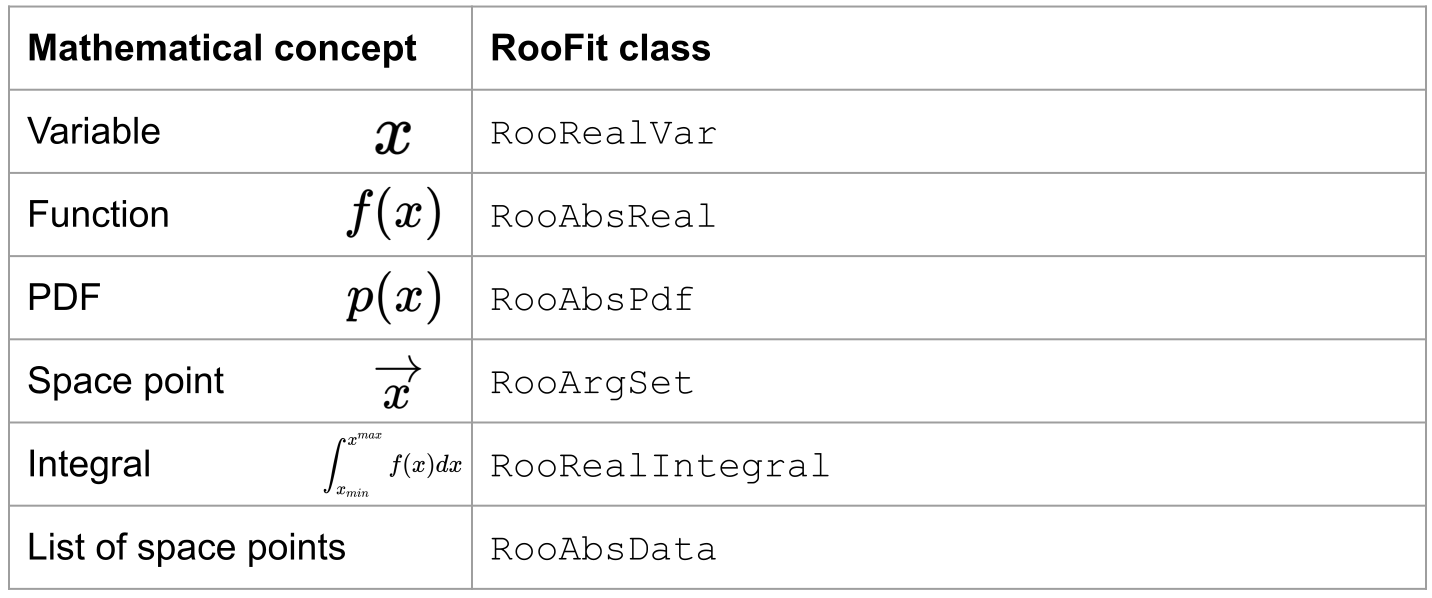 Mathematical concept RooFit class
Variable x RooRealVar
Function f(x) RooAbsReal
PDF p(x) RooAbsPdf
Space point \vec{x} RooArgSet
Integral \int_{x_{min}}^{x^{max}} f(x)dx RooRealIntegral
List of space points RooAbsData